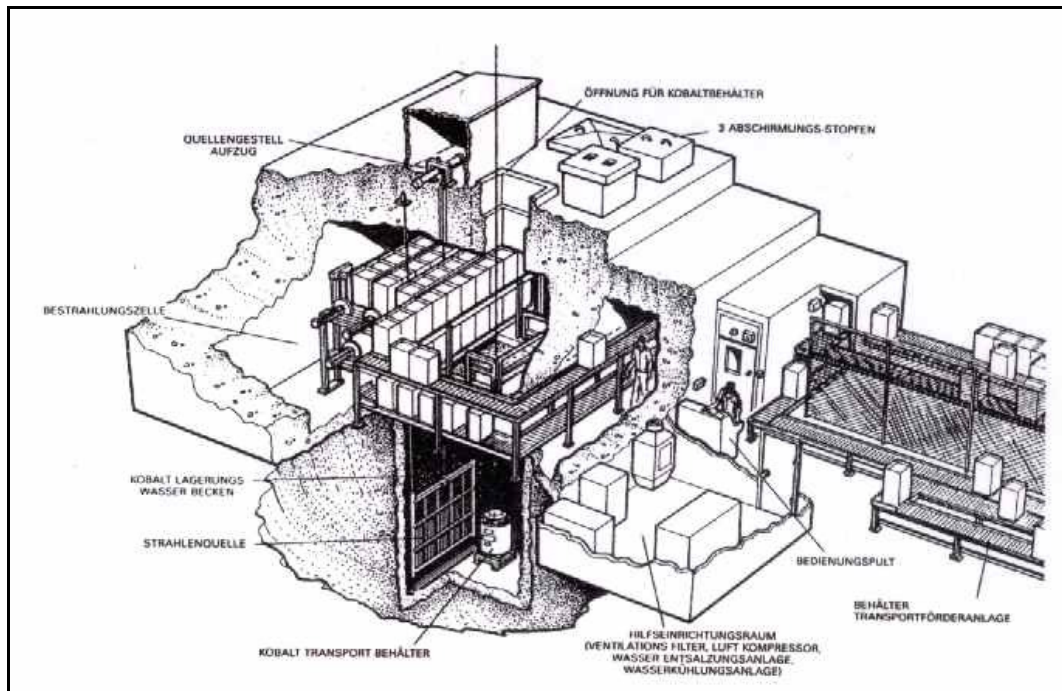 ÖFFNUNG FÜR KOBALTBEHÄLTER
3 ABSCHIRMUNGS-STOPFEN
QUELLENGESTELL
AUFZUG
BESTRAHLUNGSZELLE
KOBALT LAGERUNGS
WASSER BECKEN
STRAHLENQUELLE
KOBALT TRANSPORT BEHÄLTER
BEDIENUNGSPULT
BEHÄLTER
TRANSPORTFÖRDERANLAGE
HILFSEINRICHTUNGSRAUM
(VENTILATIONS FILTER, LUFT KOMPRESSOR,
WASSER ENTSALZUNGSANLAGE,
WASSERKÜHLUNGSANLAGE)